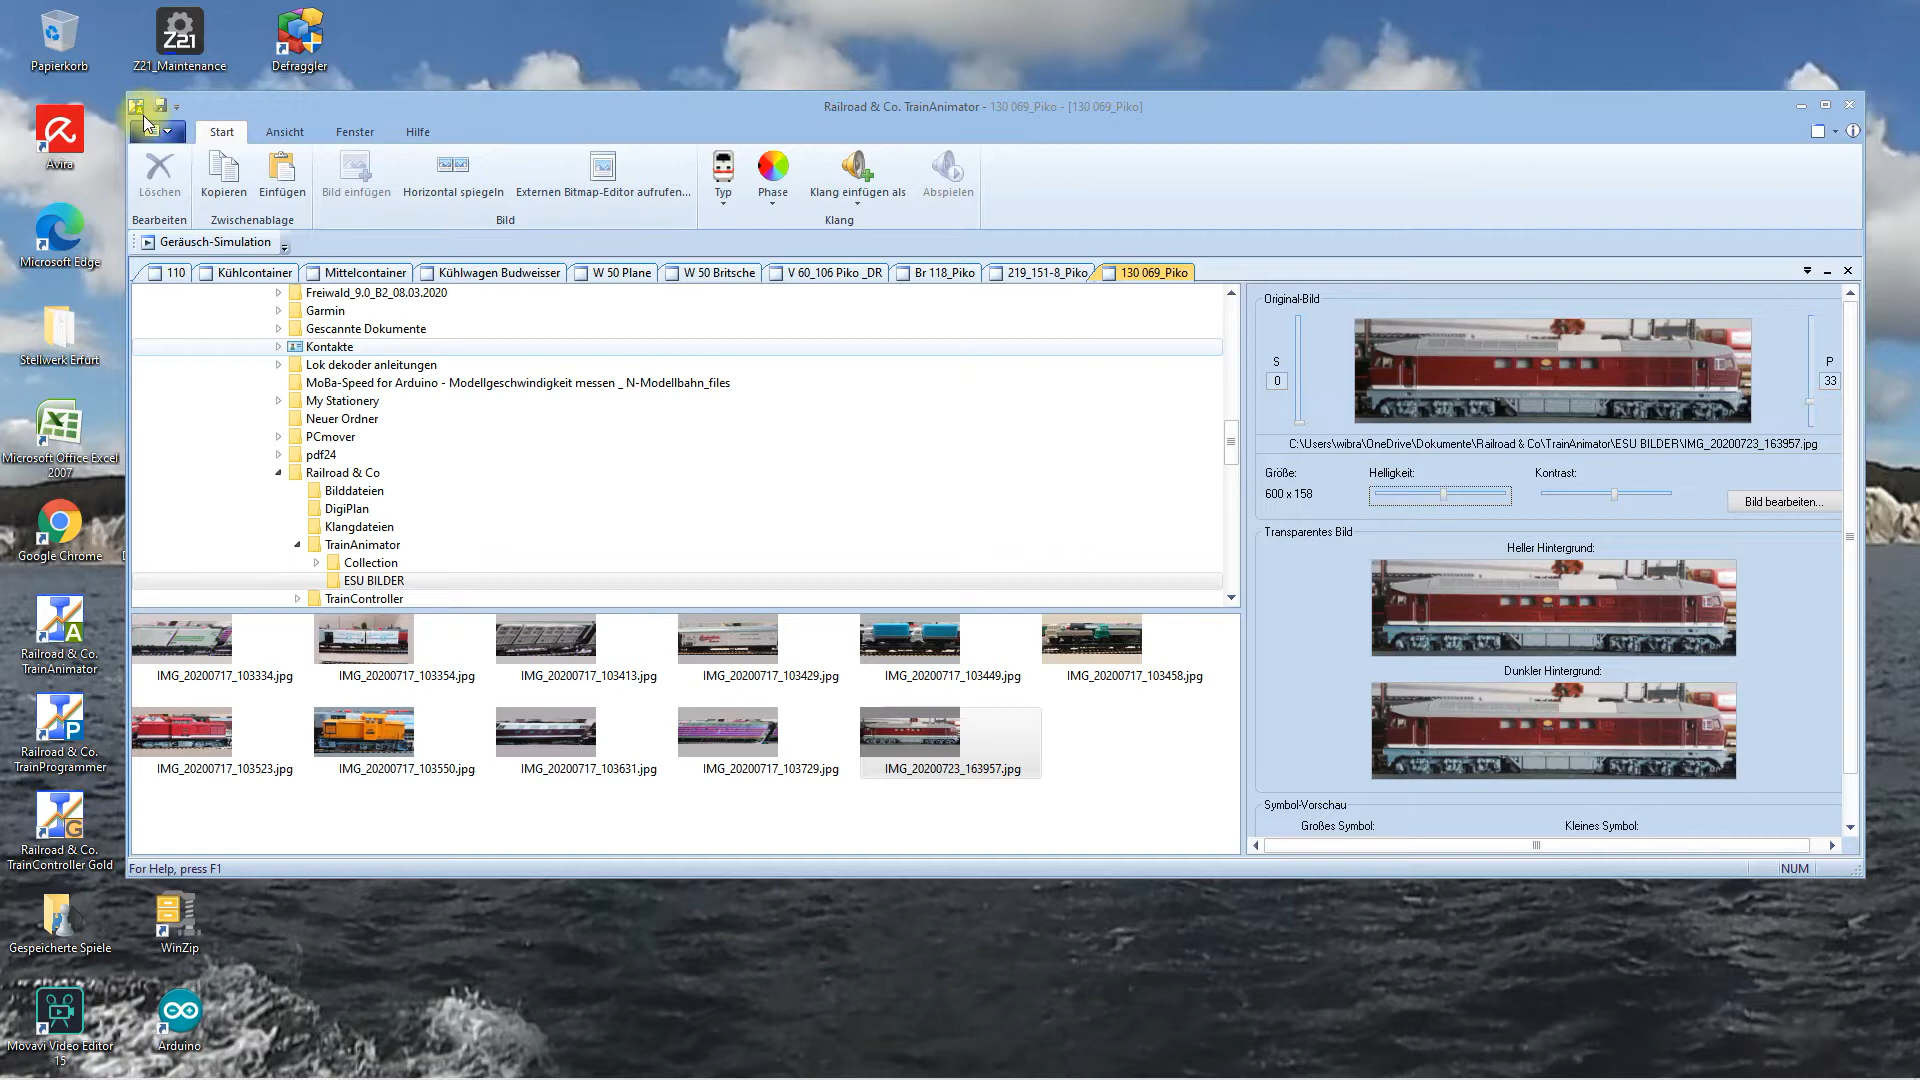 Papierkorb
Z21
Z21_Maintenance
Defraggler
Avira
Microsoft Edge
Stellwerk Erfurt
Microsoft Office Excel
2007
Google Chrome
Railroad & Co.
TrainAnimator
Railroad & Co.
TrainProgrammer
Railroad & Co.
TrainController Gold
Gespeicherte Spiele
WinZip
Movavi Video Editor
15
Arduino
Railroad & Co. TrainAnimator - 130 069_Piko - [130 069_Piko]
Start
Ansicht
Fenster
Hilfe
Löschen
Kopieren
Einfügen
Bild einfügen
Horizontal spiegeln
Externen Bitmap-Editor aufrufen...
Typ
Phase
Klang einfügen als
Abspielen
Bearbeiten
Zwischenablage
Bild
Klang
Geräusch-Simulation
110
Kühlcontainer
Mittelcontainer
Kühlwagen Budweisser
W 50 Plane
W 50 Britsche
V 60_106 Piko _DR
Br 118_Piko
219_151-8_Piko
130 069_Piko
Freiwald_9.0_B2_08.03.2020
Garmin
Gescannte Dokumente
Kontakte
Lok dekoder anleitungen
MoBa-Speed for Arduino - Modellgeschwindigkeit messen _ N-Modellbahn_files
My Stationery
Neuer Ordner
PCmover
pdf24
Railroad & Co
Bilddateien
DigiPlan
Klangdateien
TrainAnimator
Collection
ESU BILDER
TrainController
IMG_20200717_103334.jpg
IMG_20200717_103354.jpg
IMG_20200717_103413.jpg
IMG_20200717_103429.jpg
IMG_20200717_103449.jpg
IMG_20200717_103458.jpg
IMG_20200717_103523.jpg
IMG_20200717_103550.jpg
IMG_20200717_103631.jpg
IMG_20200717_103729.jpg
IMG_20200723_163957.jpg
Original-Bild
S
0
P
33
C:\Users\wibra\OneDrive\Dokumente\Railroad & Co\TrainAnimator\ESU BILDER\IMG_20200723_163957.jpg
Größe:
Helligkeit:
Kontrast:
600 x 158
Bild bearbeiten...
Transparentes Bild
Heller Hintergrund:
Dunkler Hintergrund:
Symbol-Vorschau
Großes Symbol:
Kleines Symbol:
For Help, press F1
NUM